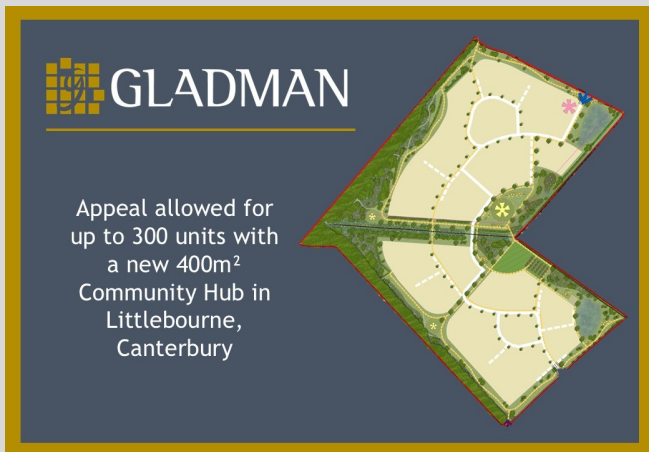 GLADMAN
Appeal allowed for
up to 300 units with
a new 400m²
Community Hub in
Littlebourne,
Canterbury